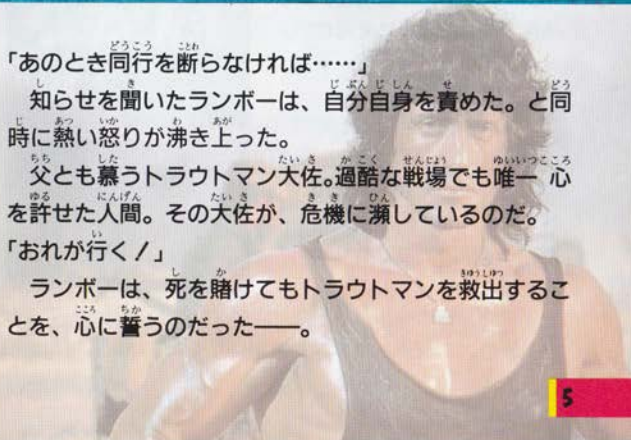 「あのとき同行を断らなければ……」
知らせを聞いたランボーは、自分自身を責めた。と同
時に熱い怒りが沸き上った。
父とも慕うトラウトマン大佐。過酷な戦場でも唯一 心
を許せた人間。その大佐が、危機に瀕しているのだ。
「おれが行く！」
ランボーは、死を賭けてもトラウトマンを救出するこ
とを、心に誓うのだった――。
5